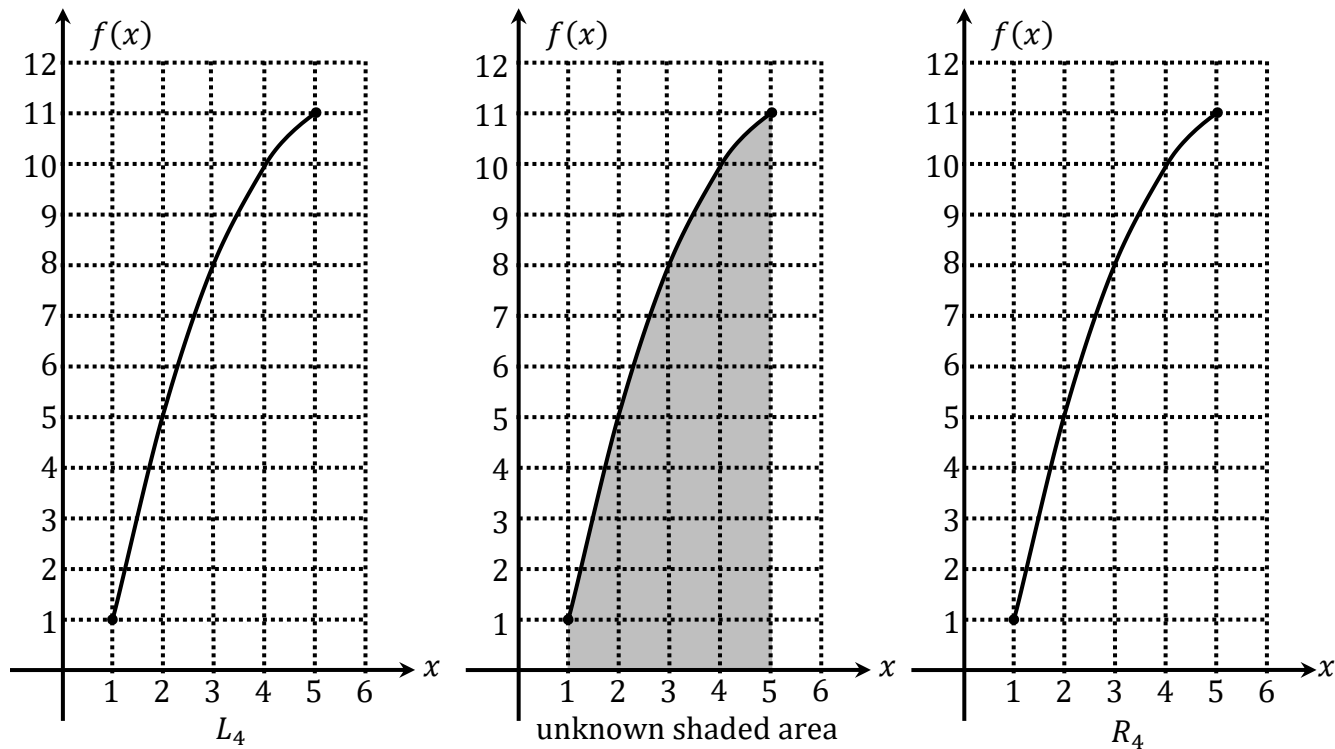 f(x) f(x) f(x)
12 12 12
11 11 11
10 10 10
9 9 9
8 8 8
7 7 7
6 6 6
5 5 5
4 4 4
3 3 3
2 2 2
1 1 1
x x x
1 2 3 4 5 6 1 2 3 4 5 6 1 2 3 4 5 6
L₄ unknown shaded area R₄